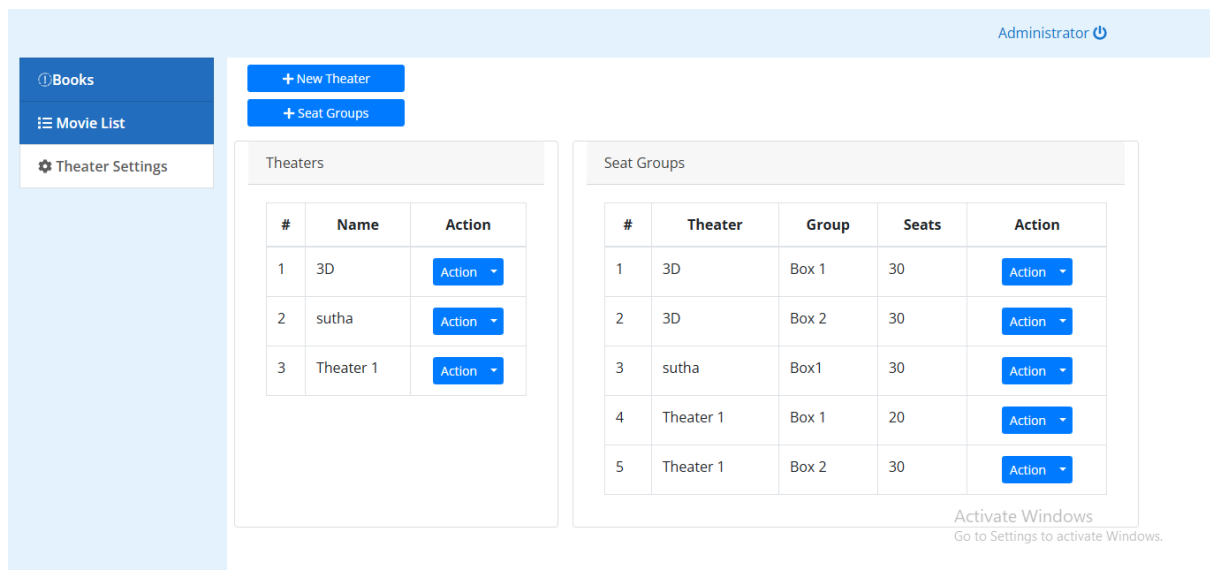 Administrator
Books
Movie List
Theater Settings
New Theater
Seat Groups
Theaters
# Name Action
1 3D Action
2 sutha Action
3 Theater 1 Action
Seat Groups
# Theater Group Seats Action
1 3D Box 1 30 Action
2 3D Box 2 30 Action
3 sutha Box1 30 Action
4 Theater 1 Box 1 20 Action
5 Theater 1 Box 2 30 Action
Activate Windows
Go to Settings to activate Windows.